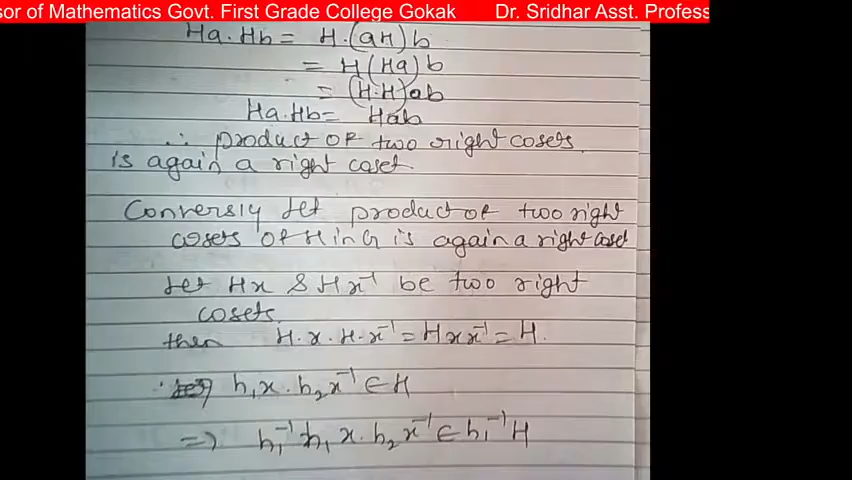 sor of Mathematics Govt. First Grade College Gokak Dr. Sridhar Asst. Profess
Ha.Hb = H.(aH)b
= H(Ha)b
= (H.H)ab
Ha.Hb = Hab
∴ product of two right cosets
is again a right coset
Conversly let product of two right
cosets of H in G is again a right coset
let Hx & Hx⁻¹ be two right
cosets.
then H.x.H.x⁻¹ = Hxx⁻¹ = H.
h₁x.h₂x⁻¹ ∈ H
=> h₁⁻¹h₁x.h₂x⁻¹ ∈ h₁⁻¹H